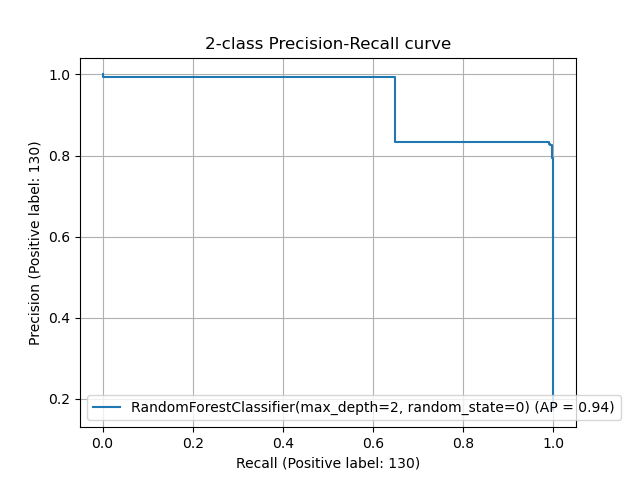 2-class Precision-Recall curve
1.0
0.8
0.6
0.4
0.2
Precision (Positive label: 130)
RandomForestClassifier(max_depth=2, random_state=0) (AP = 0.94)
0.0 0.2 0.4 0.6 0.8 1.0
Recall (Positive label: 130)